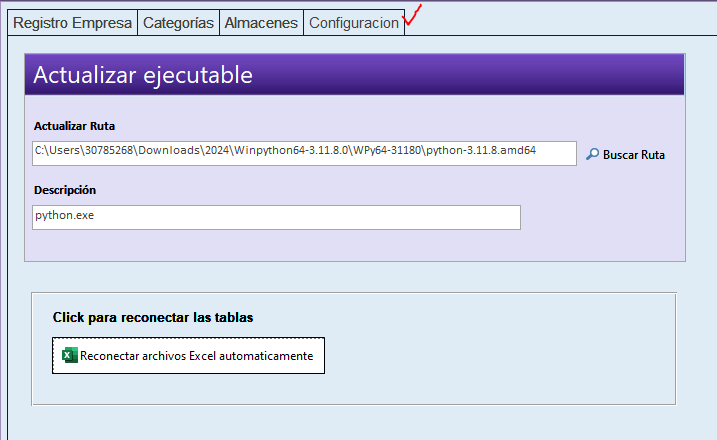 Registro Empresa Categorías Almacenes Configuracion
Actualizar ejecutable
Actualizar Ruta
C:\Users\30785268\Downloads\2024\Winpython64-3.11.8.0\WPy64-31180\python-3.11.8.amd64
Buscar Ruta
Descripción
python.exe
Click para reconectar las tablas
Reconectar archivos Excel automaticamente